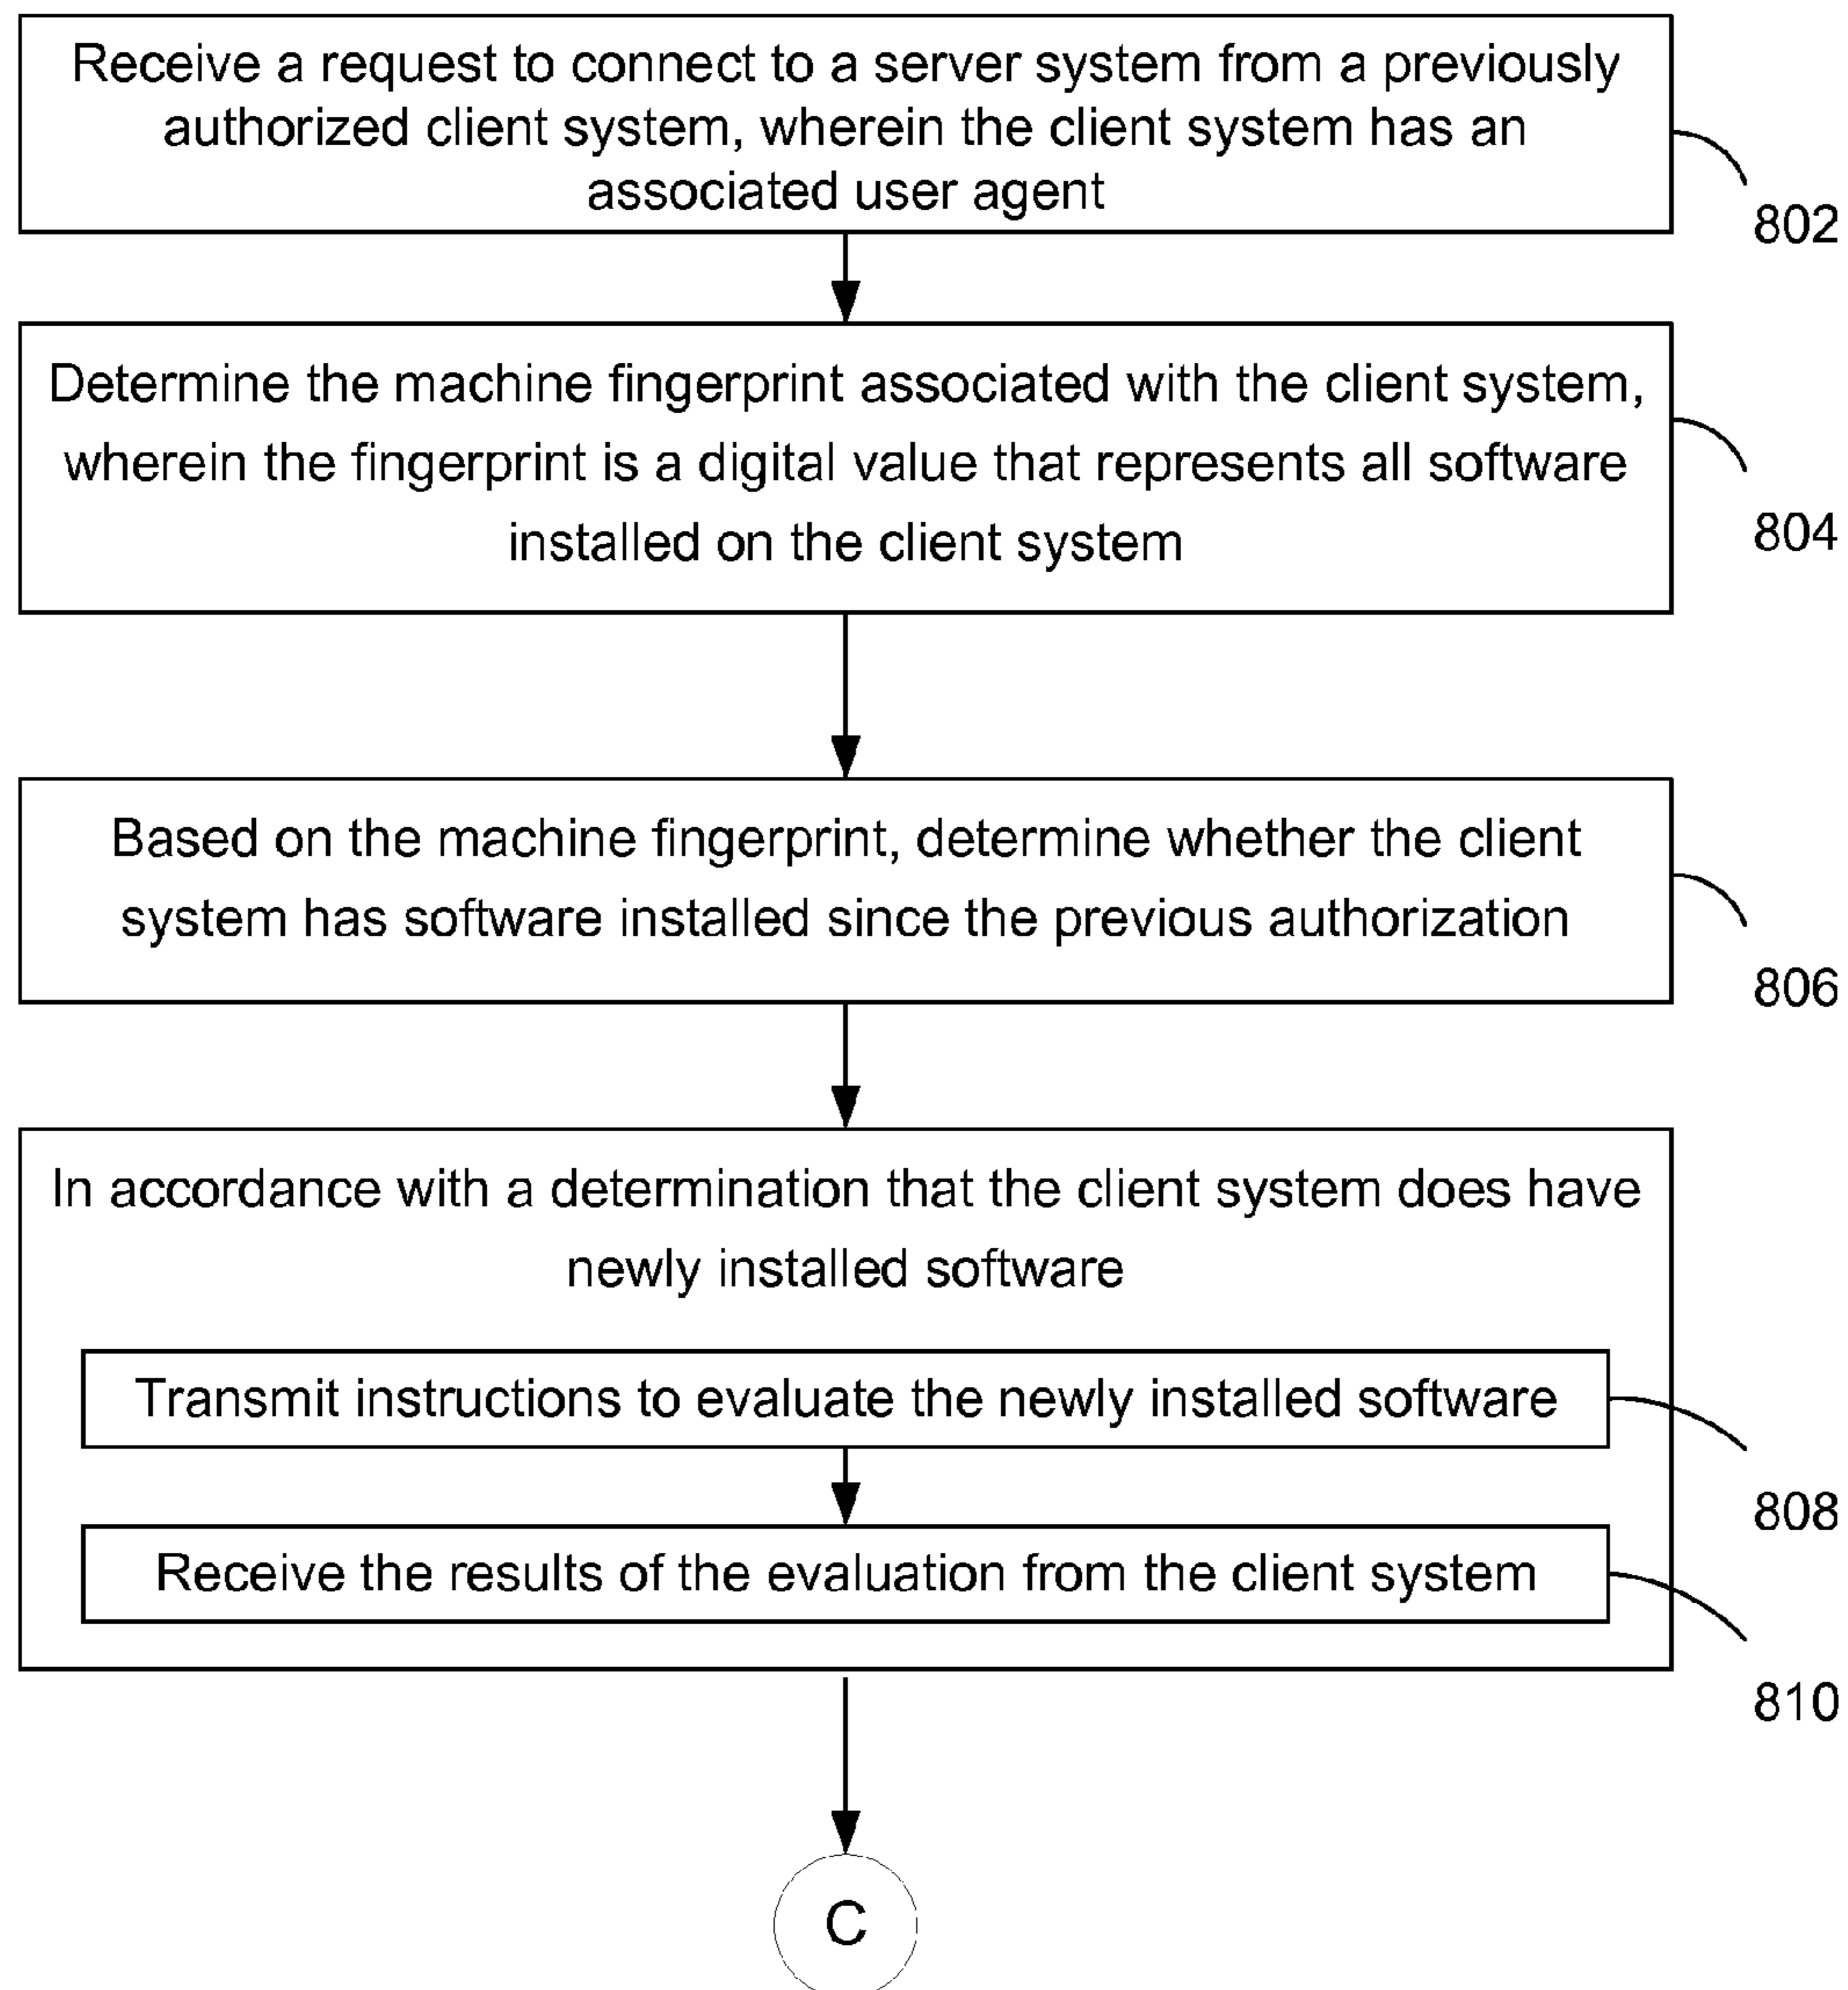 Receive a request to connect to a server system from a previously
authorized client system, wherein the client system has an
associated user agent
802
Determine the machine fingerprint associated with the client system,
wherein the fingerprint is a digital value that represents all software
installed on the client system
804
Based on the machine fingerprint, determine whether the client
system has software installed since the previous authorization
806
In accordance with a determination that the client system does have
newly installed software
Transmit instructions to evaluate the newly installed software
808
Receive the results of the evaluation from the client system
810
C